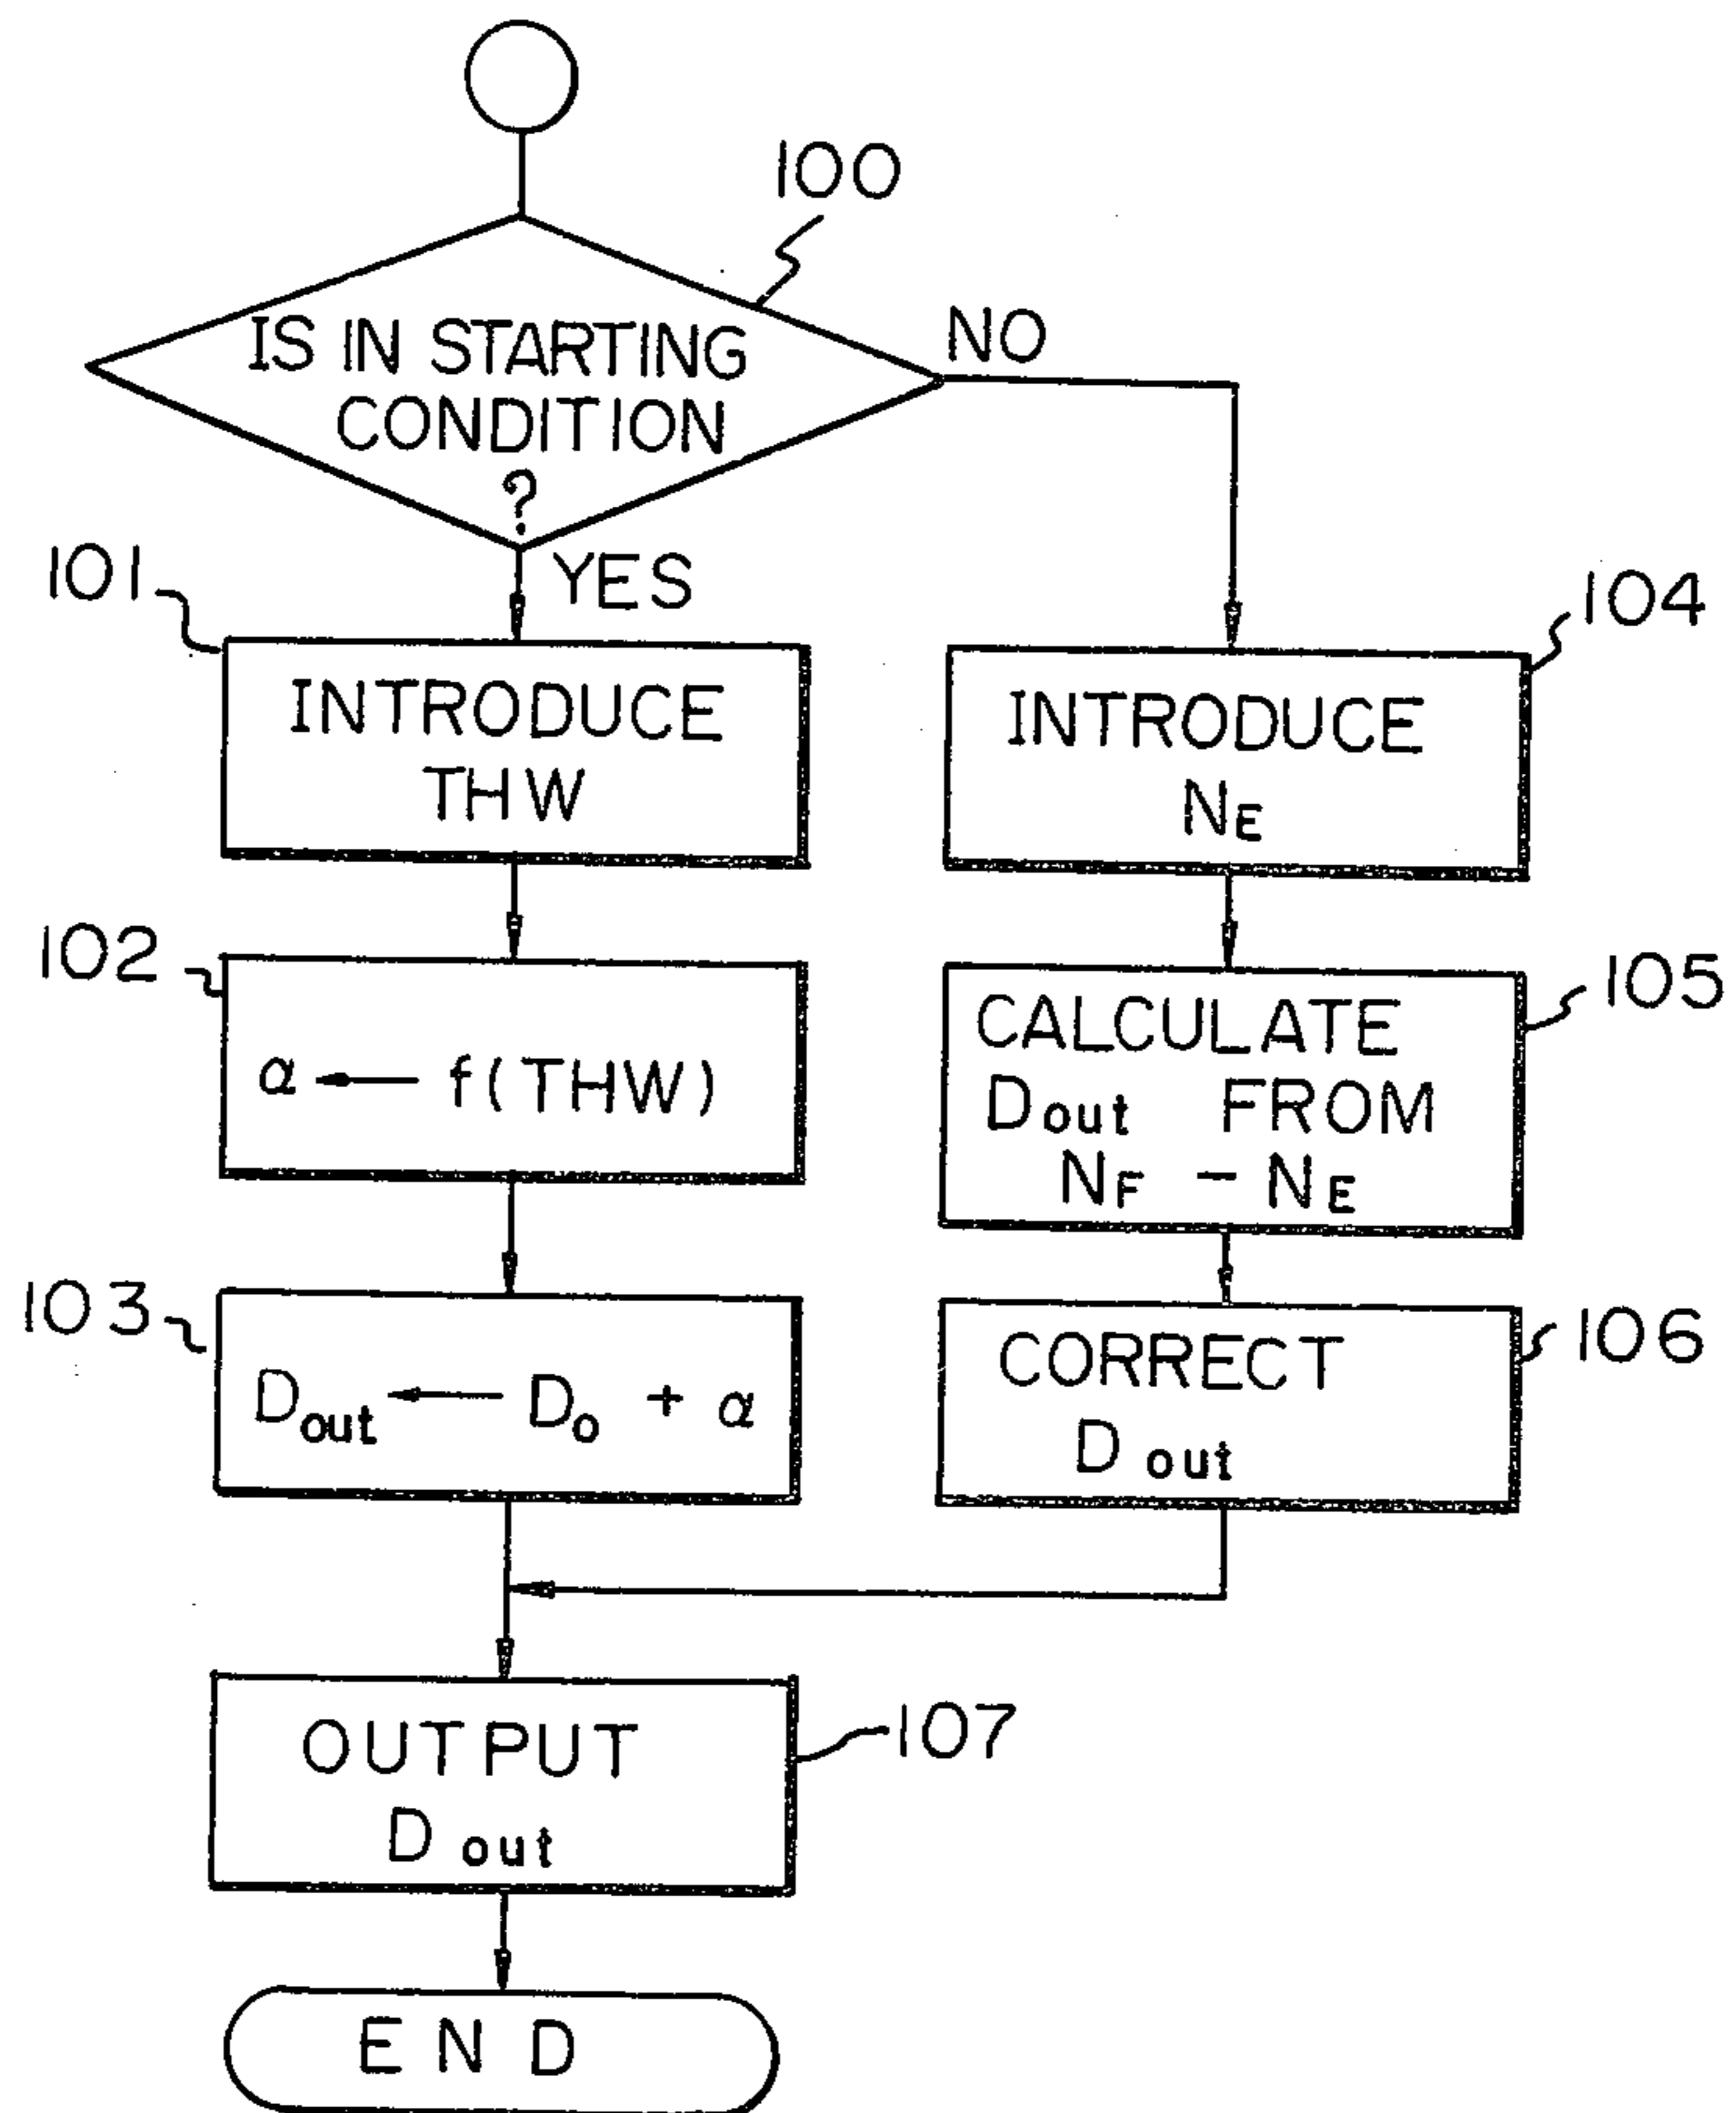 100
IS IN STARTING
CONDITION
?
NO
YES
101
INTRODUCE
THW
102
α ← f(THW)
103
Dout ← Do + α
104
INTRODUCE
NE
105
CALCULATE
Dout FROM
NF - NE
106
CORRECT
Dout
107
OUTPUT
Dout
END